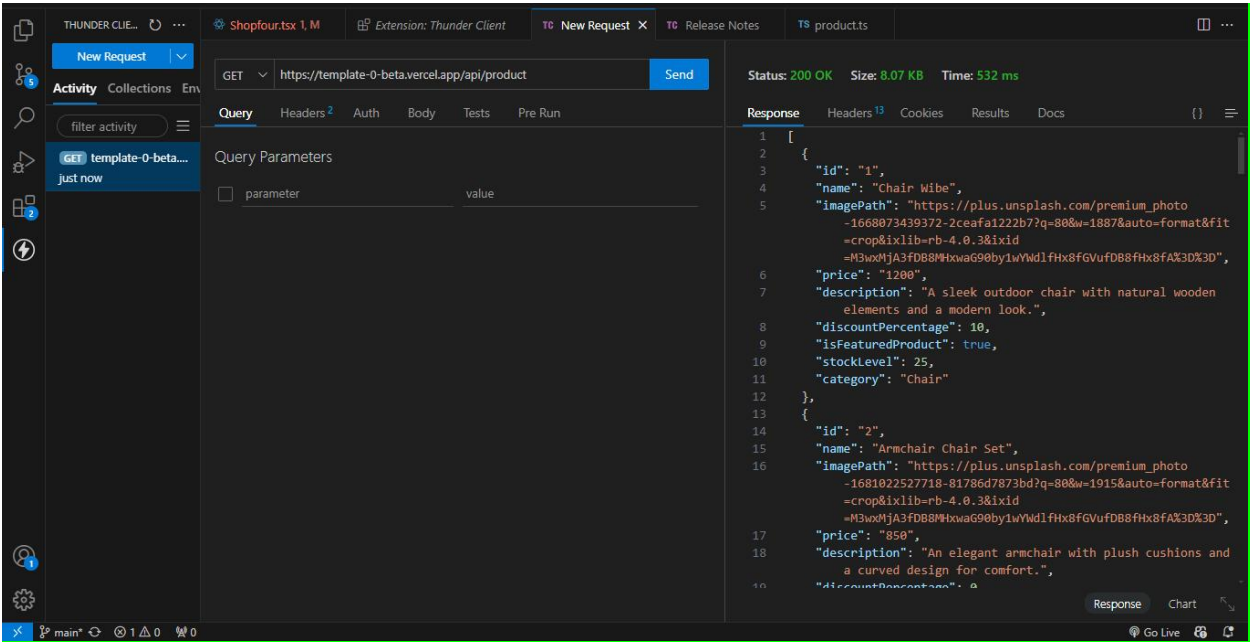 THUNDER CLIE...
Shopfour.tsx 1, M
Extension: Thunder Client
TC New Request
TC Release Notes
TS product.ts
New Request
GET https://template-0-beta.vercel.app/api/product Send
Status: 200 OK Size: 8.07 KB Time: 532 ms
Activity Collections Env
Query Headers 2 Auth Body Tests Pre Run
Response Headers 13 Cookies Results Docs {}
filter activity
GET template-0-beta....
just now
Query Parameters
parameter value
1 [
2 {
3 "id": "1",
4 "name": "Chair Wibe",
5 "imagePath": "https://plus.unsplash.com/premium_photo
-1668073439372-2ceafa1222b7?q=80&w=1887&auto=format&fit
=crop&ixlib=rb-4.0.3&ixid
=M3wxMjA3fDB8MHxwaG90by1wYWdlfHx8fGVufDB8fHx8fA%3D%3D",
6 "price": "1200",
7 "description": "A sleek outdoor chair with natural wooden
elements and a modern look.",
8 "discountPercentage": 10,
9 "isFeaturedProduct": true,
10 "stockLevel": 25,
11 "category": "Chair"
12 },
13 {
14 "id": "2",
15 "name": "Armchair Chair Set",
16 "imagePath": "https://plus.unsplash.com/premium_photo
-1681022527718-81786d7873bd?q=80&w=1915&auto=format&fit
=crop&ixlib=rb-4.0.3&ixid
=M3wxMjA3fDB8MHxwaG90by1wYWdlfHx8fGVufDB8fHx8fA%3D%3D",
17 "price": "850",
18 "description": "An elegant armchair with plush cushions and
a curved design for comfort.",
19 "discountPercentage": 0
Response Chart
5
2
1
main* 1 0 0
Go Live